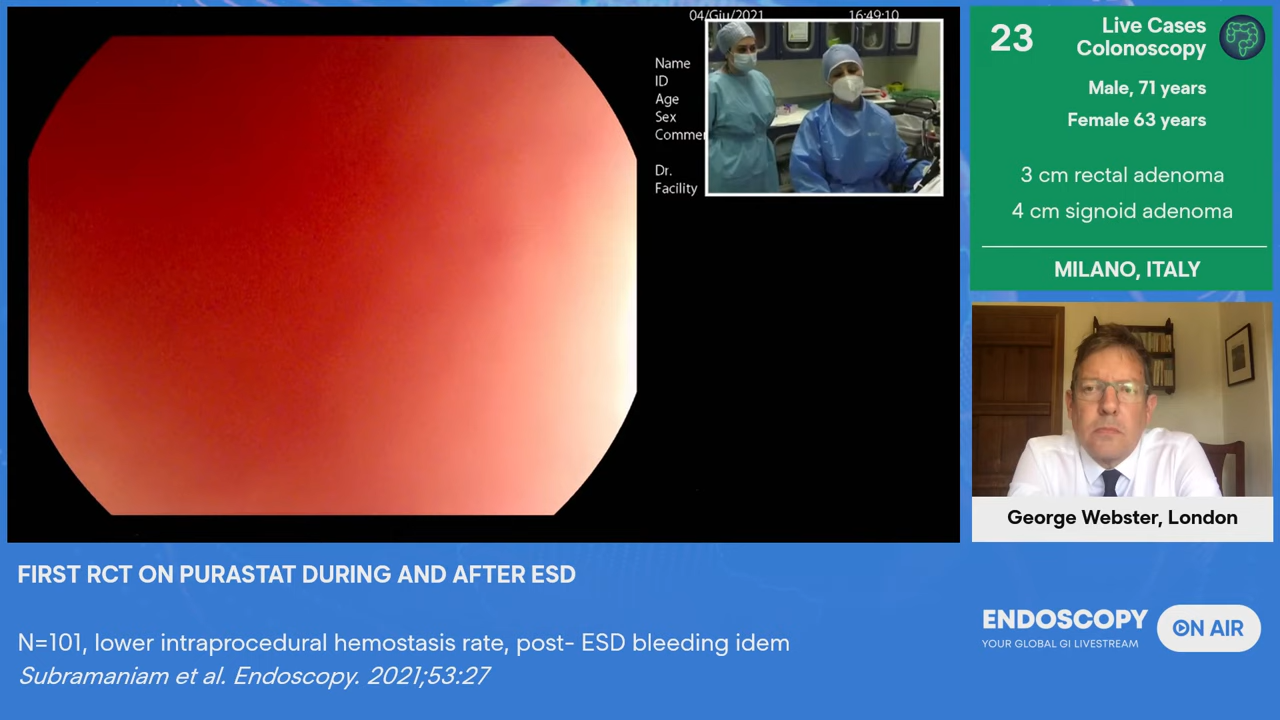 04/Giu/2021 16:49:10
Name
ID
Age
Sex
Commer
Dr.
Facility
23
Live Cases
Colonoscopy
Male, 71 years
Female 63 years
3 cm rectal adenoma
4 cm signoid adenoma
MILANO, ITALY
George Webster, London
FIRST RCT ON PURASTAT DURING AND AFTER ESD
N=101, lower intraprocedural hemostasis rate, post- ESD bleeding idem
Subramaniam et al. Endoscopy. 2021;53:27
ENDOSCOPY
YOUR GLOBAL GI LIVESTREAM
ON AIR